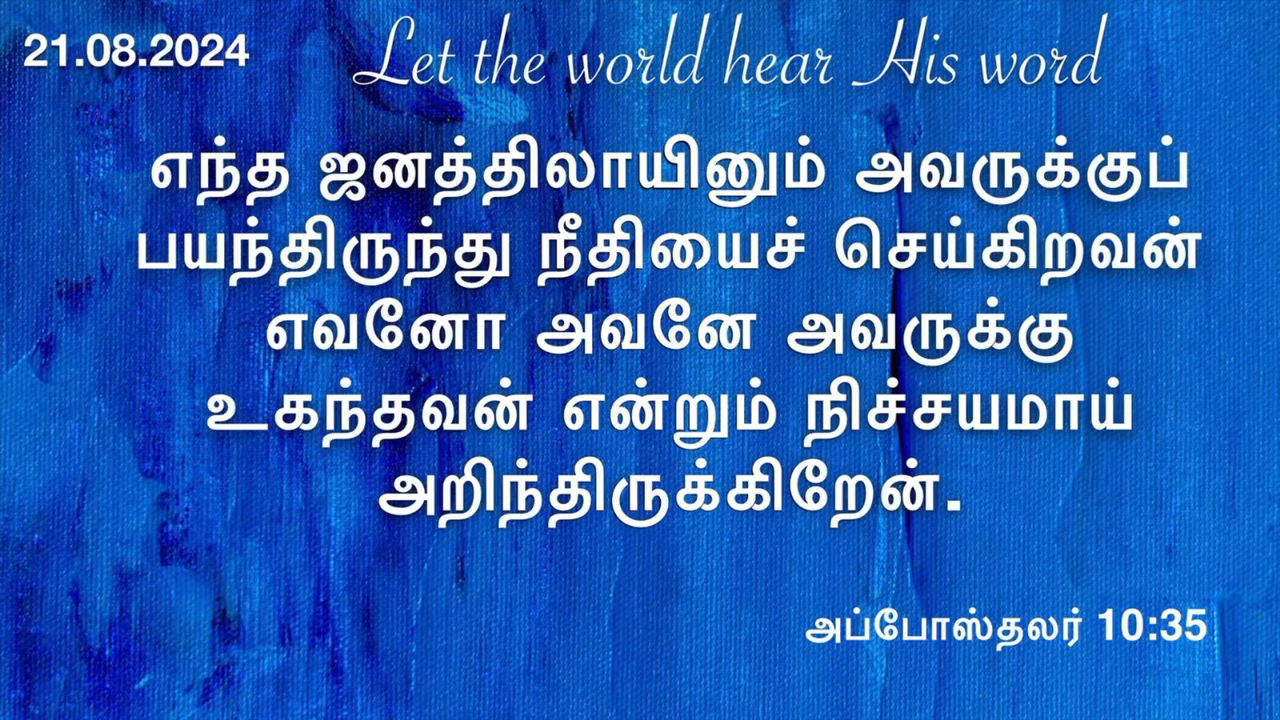 21.08.2024
Let the world hear His word
எந்த ஜனத்திலாயினும் அவருக்குப்
பயந்திருந்து நீதியைச் செய்கிறவன்
எவனோ அவனே அவருக்கு
உகந்தவன் என்றும் நிச்சயமாய்
அறிந்திருக்கிறேன்.
அப்போஸ்தலர் 10:35